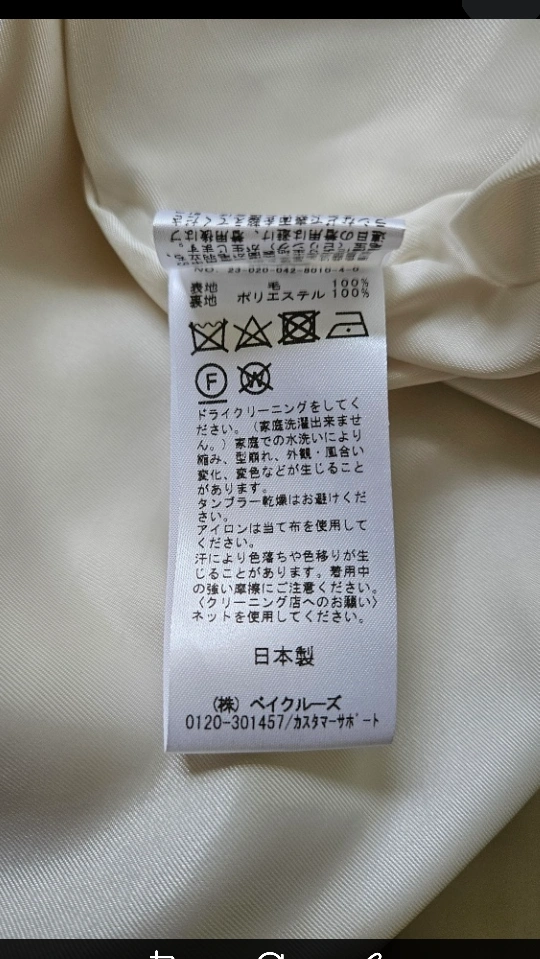 NO. 23-020-042-8010-4-0
表地 毛 100%
裏地 ポリエステル 100%
F
W
ドライクリーニングをしてく
ださい。（家庭洗濯出来ませ
ん。）家庭での水洗いにより
縮み、型崩れ、外観・風合い
変化、変色などが生じること
があります。
タンブラー乾燥はお避けくだ
さい。
アイロンは当て布を使用して
ください。
汗により色落ちや色移りが生
じることがあります。着用中
の強い摩擦にご注意ください。
〈クリーニング店へのお願い〉
ネットを使用してください。
日本製
（株）ベイクルーズ
0120-301457/ｶｽﾀﾏｰｻﾎﾟｰﾄ